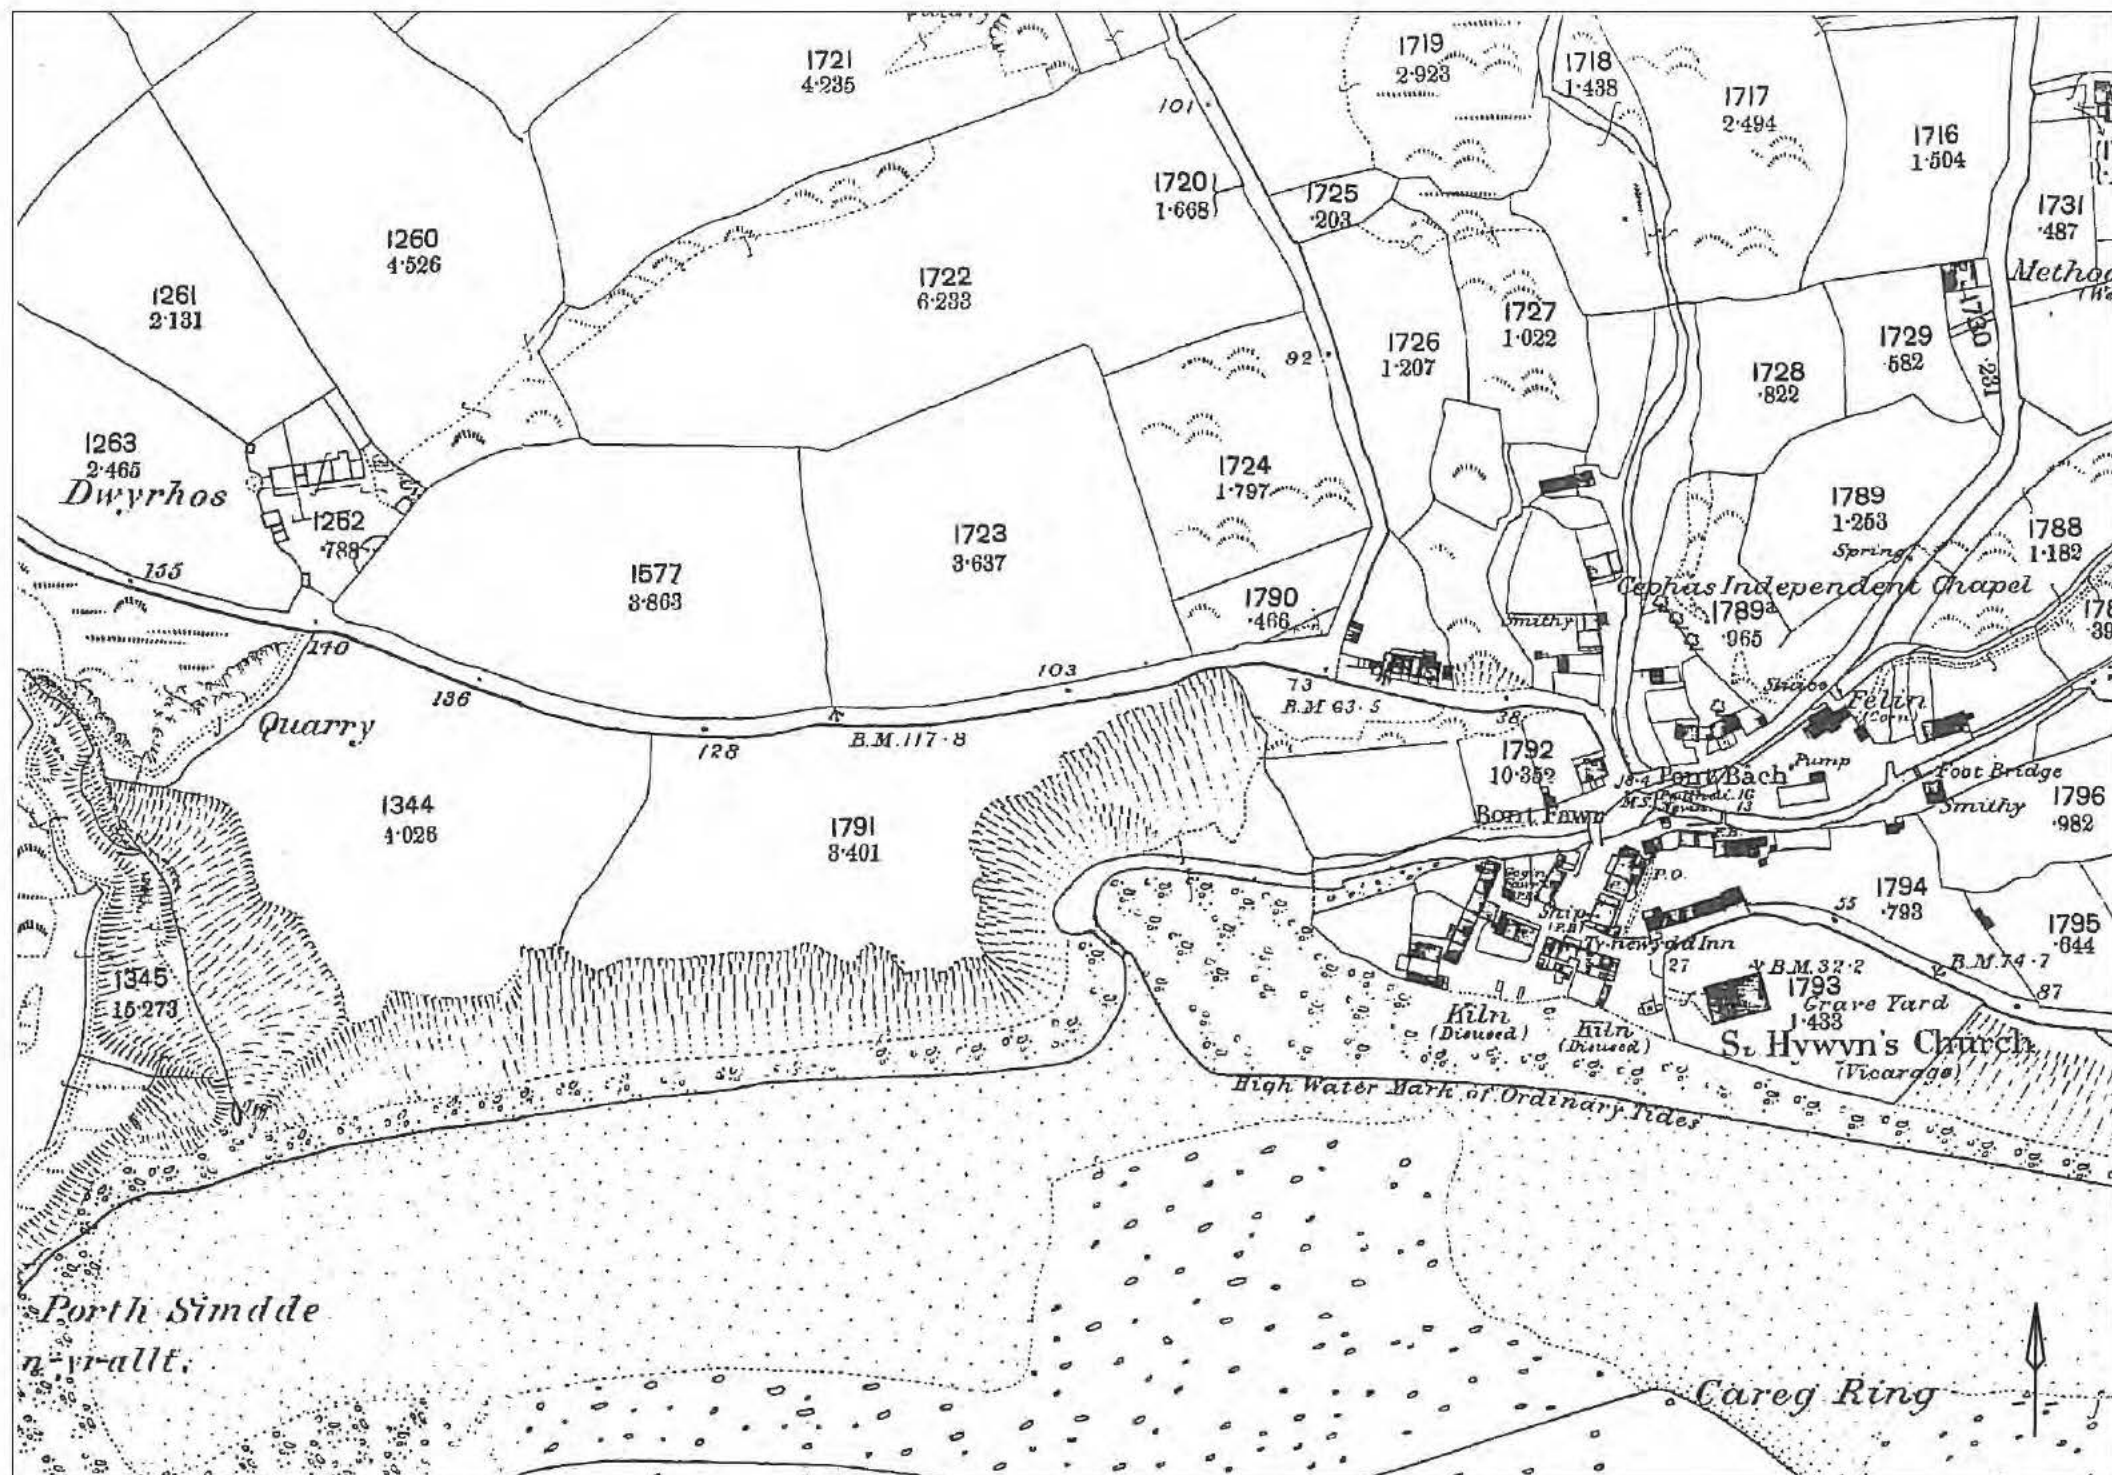 1721
4·235
1719
2·923
1718
1·438
1717
2·494
101
1716
1·504
1720
1·668
1725
·203
1731
·487
1260
4·526
1722
6·233
1261
2·131
1727
1·022
1726
1·207
92
1729
·582
1730
·231
1728
·822
1263
2·465
Dwyrhos
1724
1·797
1262
·788
1723
3·637
1789
1·253
Spring
1788
1·182
155
1577
3·863
1790
·466
Cephas Independent Chapel
1789a
·965
Smithy
140
136
103
73
B.M. 63·5
38
Sluice
Felin
(Corn)
Quarry
128
B.M. 117·8
1792
10·352
18·4
Pont Bach
Pump
Foot Bridge
Smithy
M.S.
Bont Fawr
F.B.
1796
·982
1344
4·026
1791
3·401
P.O.
Ship
(P.H.)
Ty-newydd Inn
1794
·793
55
1795
·644
1345
15·273
27
B.M. 32·2
B.M. 74·7
1793
Grave Yard
1·433
87
Kiln
(Disused)
Kiln
(Disused)
St Hywyn's Church
(Vicarage)
High Water Mark of Ordinary Tides
Porth Simdde
n-yr-allt.
Careg Ring